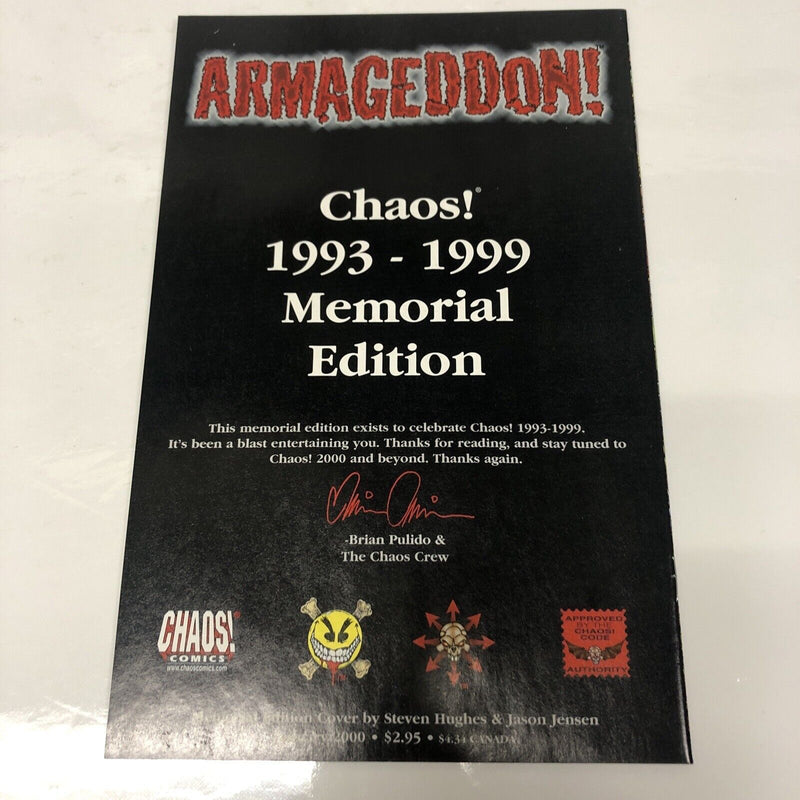 ARMAGEDDON!™
Chaos!®
1993 - 1999
Memorial
Edition
This memorial edition exists to celebrate Chaos! 1993-1999.
It's been a blast entertaining you. Thanks for reading, and stay tuned to
Chaos! 2000 and beyond. Thanks again.
-Brian Pulido &
The Chaos Crew
CHAOS!®
COMICS
www.chaoscomics.com
APPROVED
BY THE
CHAOS!
CODE
AUTHORITY
Memorial Edition Cover by Steven Hughes & Jason Jensen
2000 • $2.95 • $4.34 CANADA